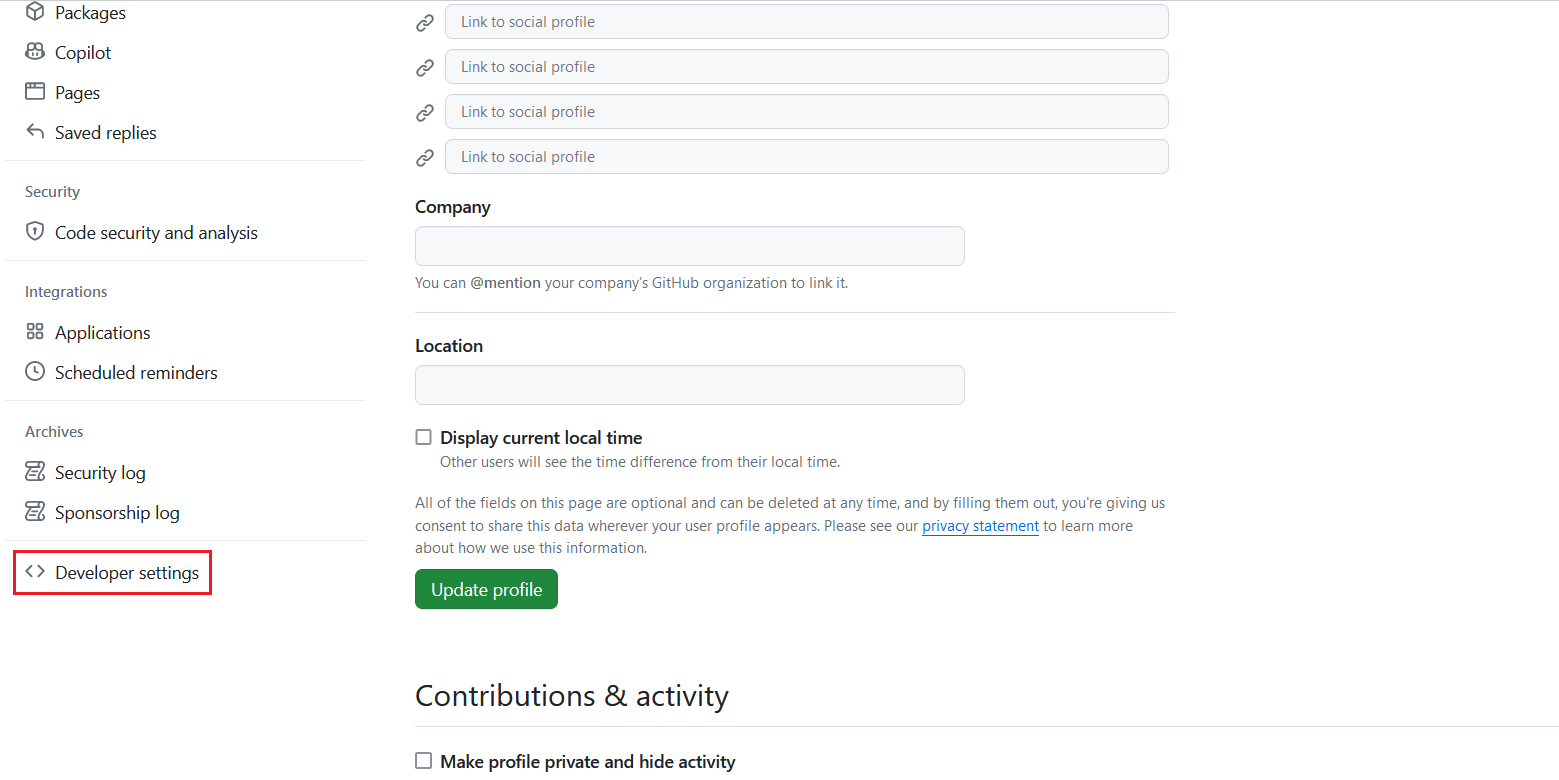 Packages
Copilot
Pages
Saved replies
Security
Code security and analysis
Integrations
Applications
Scheduled reminders
Archives
Security log
Sponsorship log
Developer settings
Link to social profile
Link to social profile
Link to social profile
Link to social profile
Company
You can @mention your company's GitHub organization to link it.
Location
Display current local time
Other users will see the time difference from their local time.
All of the fields on this page are optional and can be deleted at any time, and by filling them out, you're giving us
consent to share this data wherever your user profile appears. Please see our privacy statement to learn more
about how we use this information.
Update profile
Contributions & activity
Make profile private and hide activity